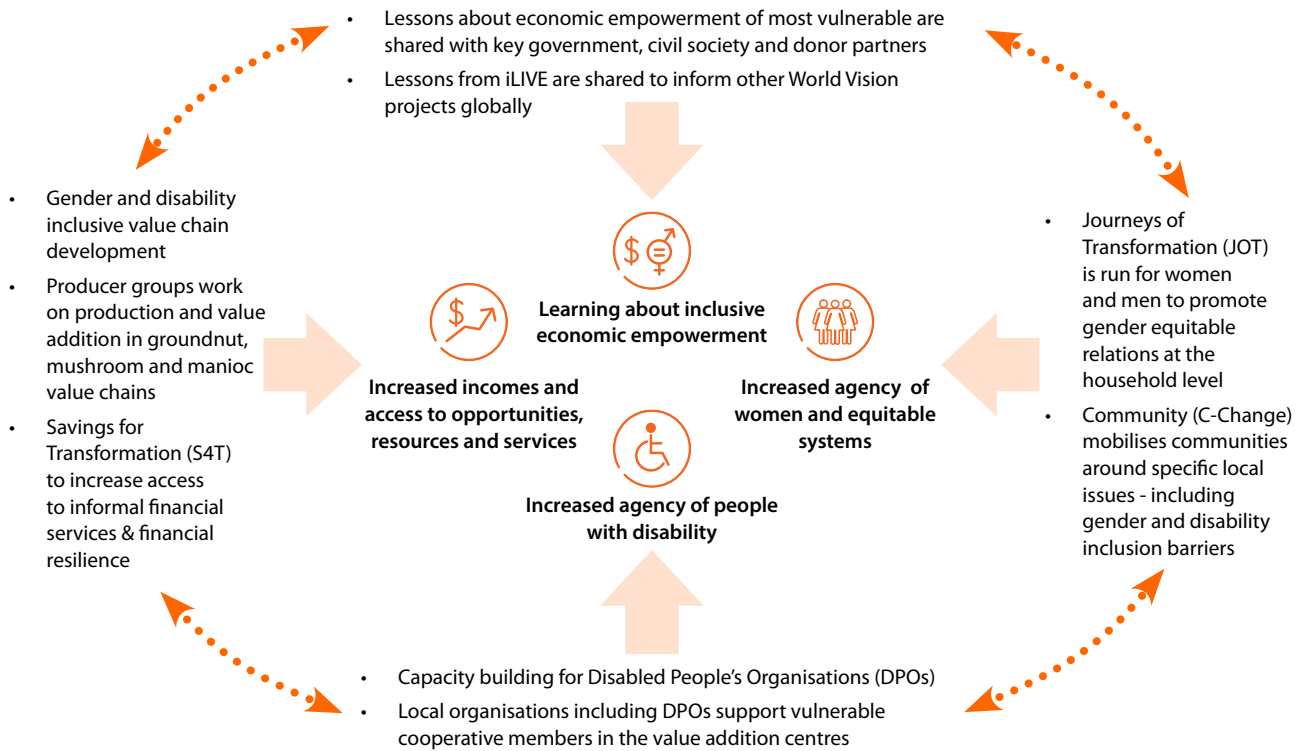 • Lessons about economic empowerment of most vulnerable are
shared with key government, civil society and donor partners
• Lessons from iLIVE are shared to inform other World Vision
projects globally
• Gender and disability
inclusive value chain
development
• Producer groups work
on production and value
addition in groundnut,
mushroom and manioc
value chains
• Savings for
Transformation (S4T)
to increase access
to informal financial
services & financial
resilience
$
Learning about inclusive
economic empowerment
$
Increased incomes and
access to opportunities,
resources and services
Increased agency of
women and equitable
systems
Increased agency of people
with disability
• Journeys of
Transformation (JOT)
is run for women
and men to promote
gender equitable
relations at the
household level
• Community (C-Change)
mobilises communities
around specific local
issues - including
gender and disability
inclusion barriers
• Capacity building for Disabled People’s Organisations (DPOs)
• Local organisations including DPOs support vulnerable
cooperative members in the value addition centres